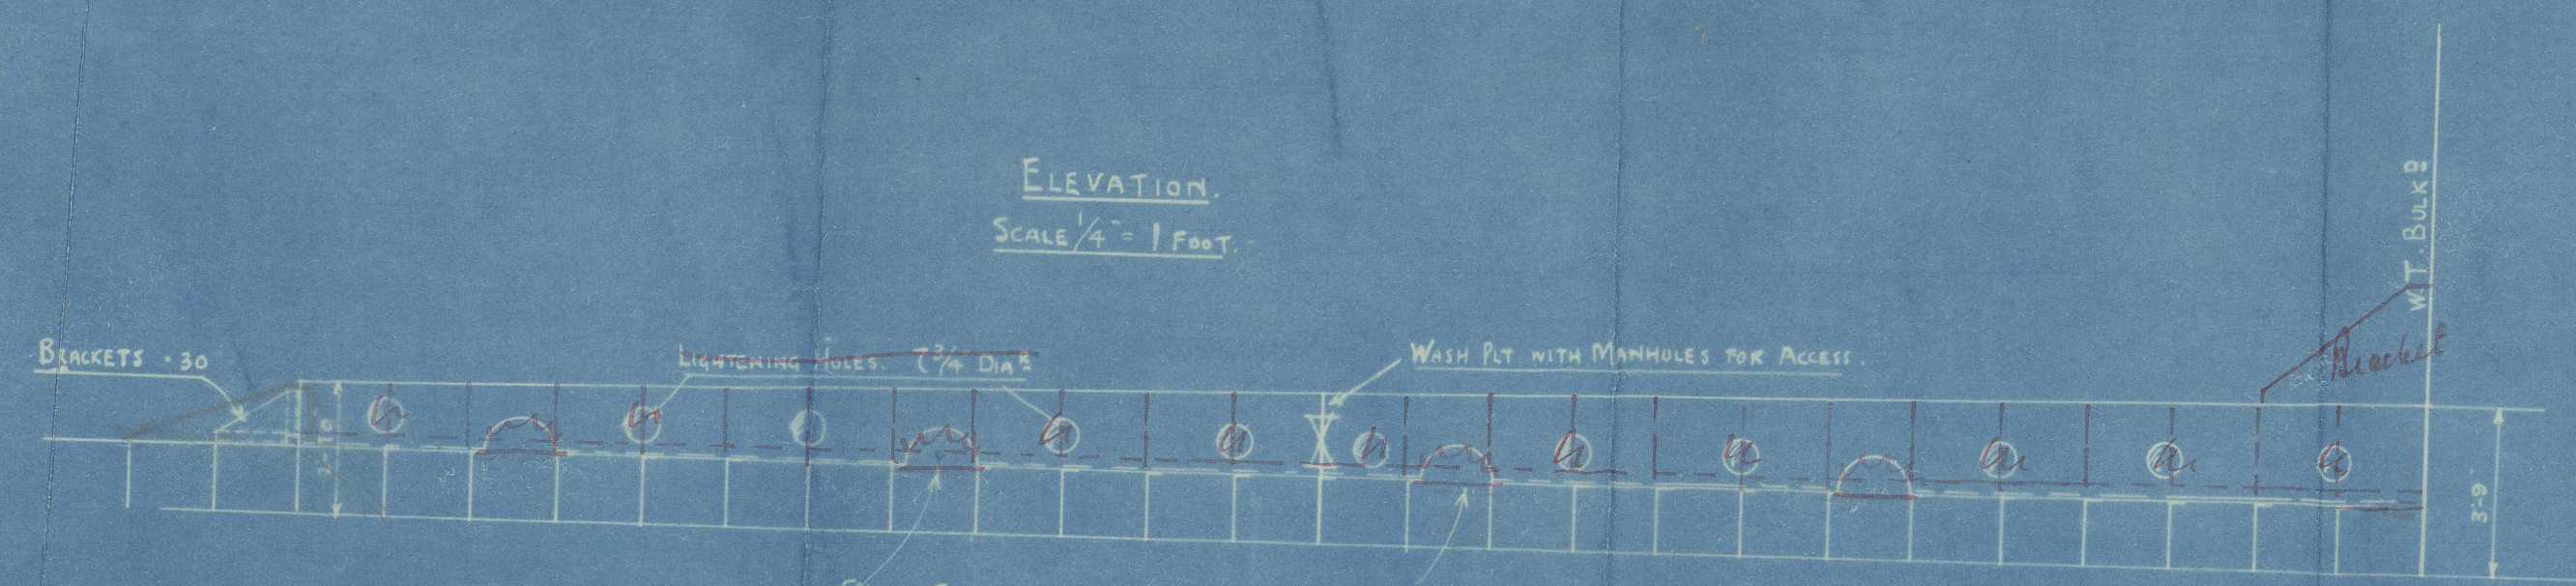 ELEVATION.
SCALE 1/4" = 1 FOOT.
W.T. BULKD
BRACKETS .30
LIGHTENING HOLES. 7 3/4 DIAR
WASH PLT WITH MANHOLES FOR ACCESS.
Bracket
3'-9"